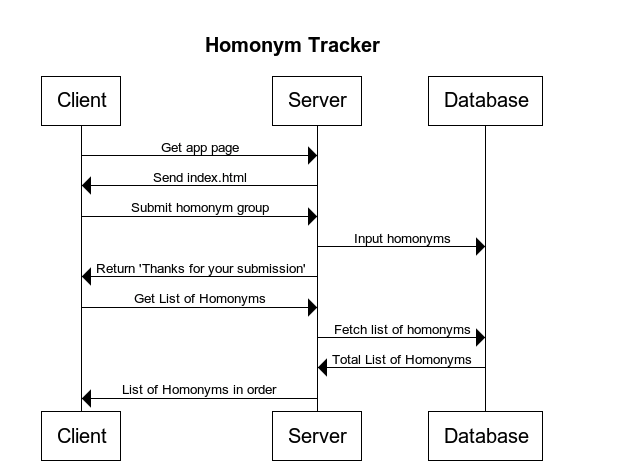 Homonym Tracker
Client
Server
Database
Get app page
Send index.html
Submit homonym group
Input homonyms
Return 'Thanks for your submission'
Get List of Homonyms
Fetch list of homonyms
Total List of Homonyms
List of Homonyms in order
Client
Server
Database